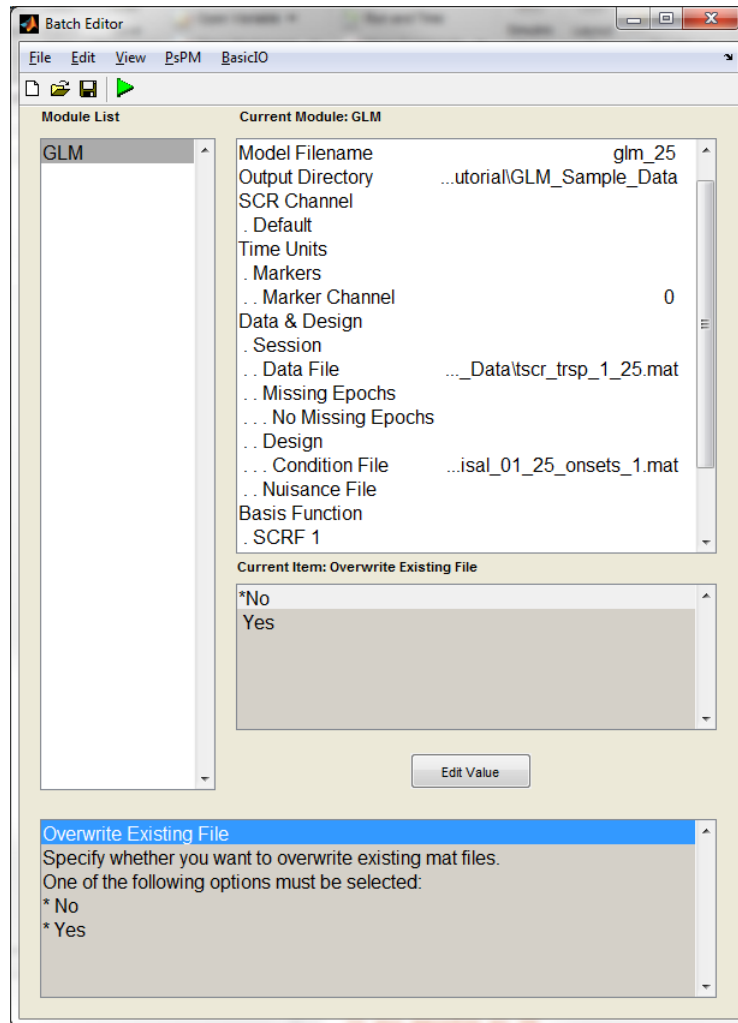 Batch Editor
File Edit View PsPM BasicIO
Module List
GLM
Current Module: GLM
Model Filename glm_25
Output Directory ...utorial\GLM_Sample_Data
SCR Channel
. Default
Time Units
. Markers
. . Marker Channel 0
Data & Design
. Session
. . Data File ..._Data\tscr_trsp_1_25.mat
. . Missing Epochs
. . . No Missing Epochs
. . Design
. . . Condition File ...isal_01_25_onsets_1.mat
. . Nuisance File
Basis Function
. SCRF 1
Current Item: Overwrite Existing File
*No
Yes
Edit Value
Overwrite Existing File
Specify whether you want to overwrite existing mat files.
One of the following options must be selected:
* No
* Yes